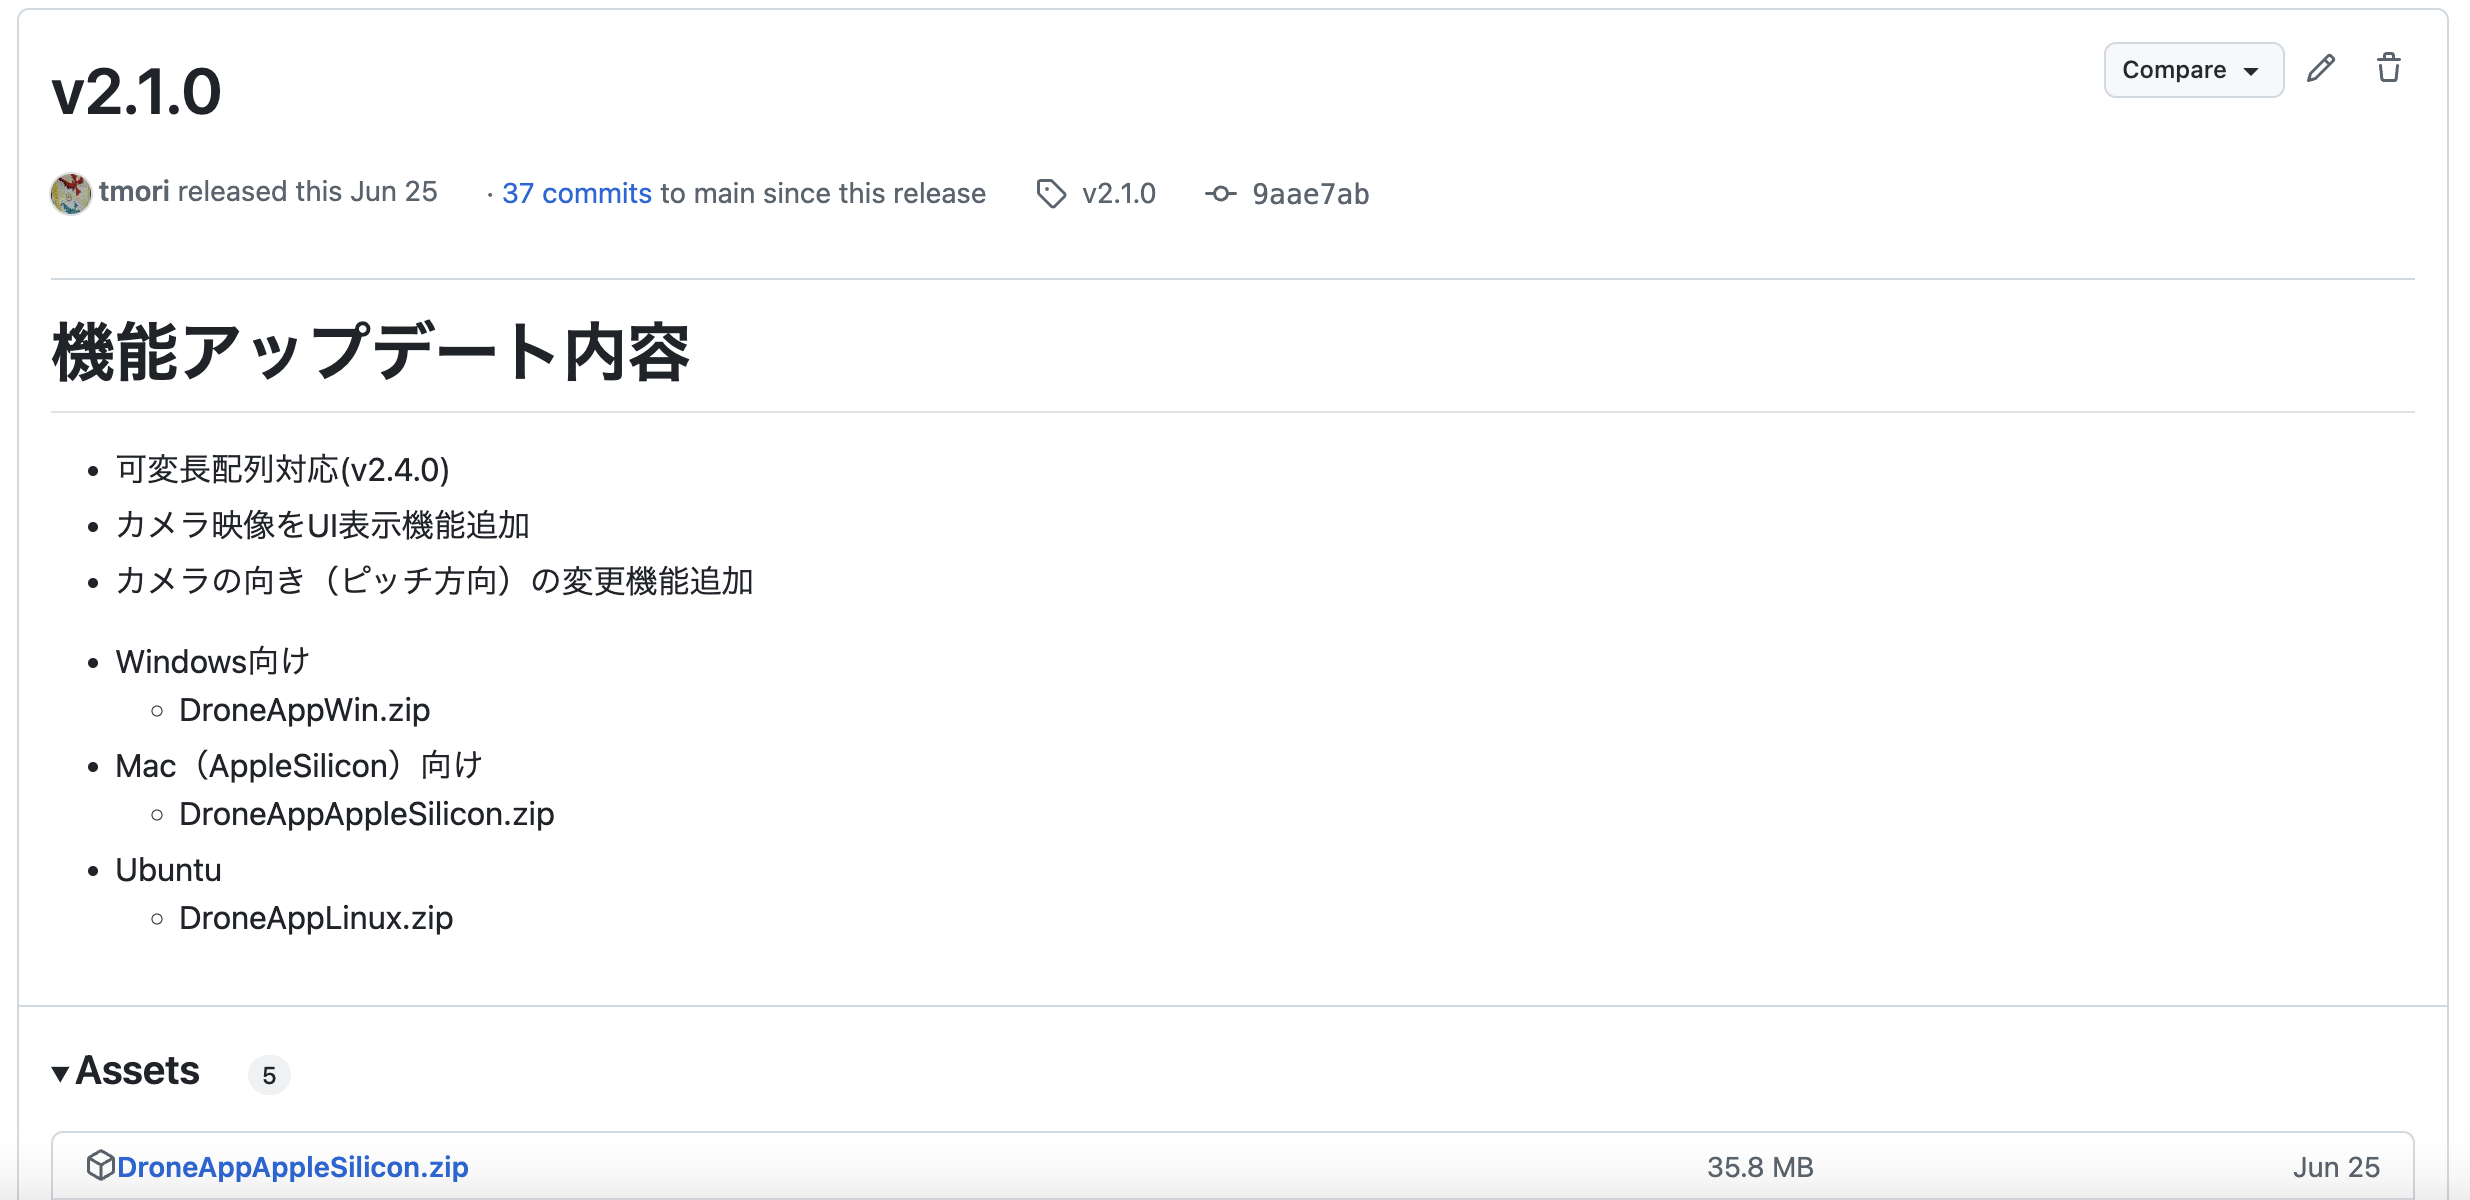 v2.1.0
Compare
tmori released this Jun 25 · 37 commits to main since this release v2.1.0 9aae7ab
機能アップデート内容
可変長配列対応(v2.4.0)
カメラ映像をUI表示機能追加
カメラの向き（ピッチ方向）の変更機能追加
Windows向け
DroneAppWin.zip
Mac（AppleSilicon）向け
DroneAppAppleSilicon.zip
Ubuntu
DroneAppLinux.zip
Assets 5
DroneAppAppleSilicon.zip 35.8 MB Jun 25